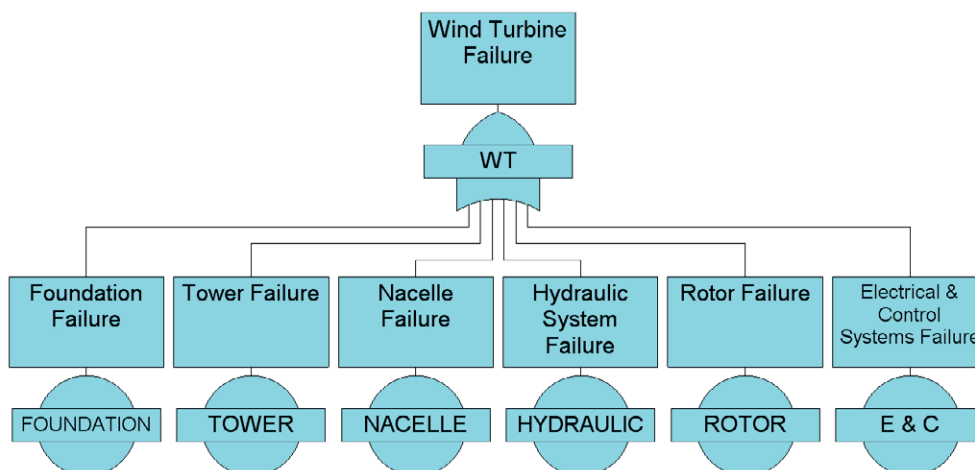 Wind Turbine
Failure
WT
Foundation
Failure
Tower Failure
Nacelle
Failure
Hydraulic
System
Failure
Rotor Failure
Electrical &
Control
Systems Failure
FOUNDATION
TOWER
NACELLE
HYDRAULIC
ROTOR
E & C